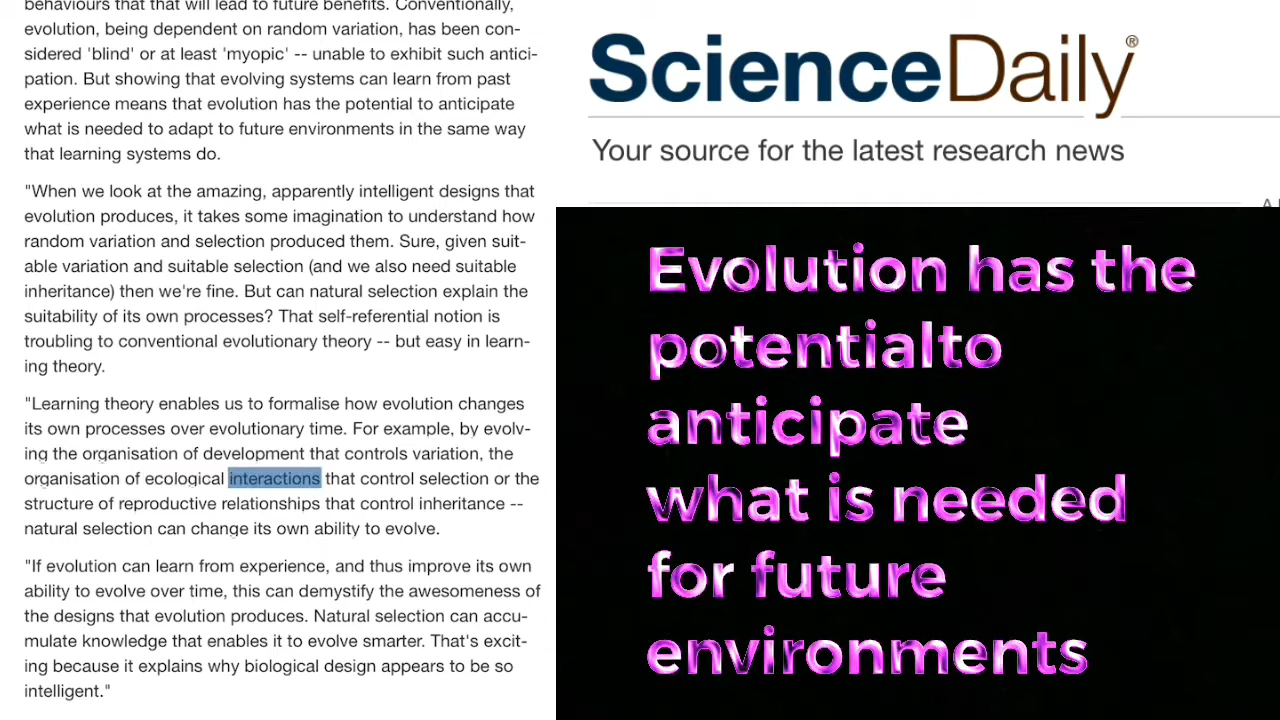 behaviours that that will lead to future benefits. Conventionally,
evolution, being dependent on random variation, has been con-
sidered 'blind' or at least 'myopic' -- unable to exhibit such antici-
pation. But showing that evolving systems can learn from past
experience means that evolution has the potential to anticipate
what is needed to adapt to future environments in the same way
that learning systems do.
"When we look at the amazing, apparently intelligent designs that
evolution produces, it takes some imagination to understand how
random variation and selection produced them. Sure, given suit-
able variation and suitable selection (and we also need suitable
inheritance) then we're fine. But can natural selection explain the
suitability of its own processes? That self-referential notion is
troubling to conventional evolutionary theory -- but easy in learn-
ing theory.
"Learning theory enables us to formalise how evolution changes
its own processes over evolutionary time. For example, by evolv-
ing the organisation of development that controls variation, the
organisation of ecological interactions that control selection or the
structure of reproductive relationships that control inheritance --
natural selection can change its own ability to evolve.
"If evolution can learn from experience, and thus improve its own
ability to evolve over time, this can demystify the awesomeness of
the designs that evolution produces. Natural selection can accu-
mulate knowledge that enables it to evolve smarter. That's excit-
ing because it explains why biological design appears to be so
intelligent."
ScienceDaily®
Your source for the latest research news
Evolution has the
potentialto
anticipate
what is needed
for future
environments